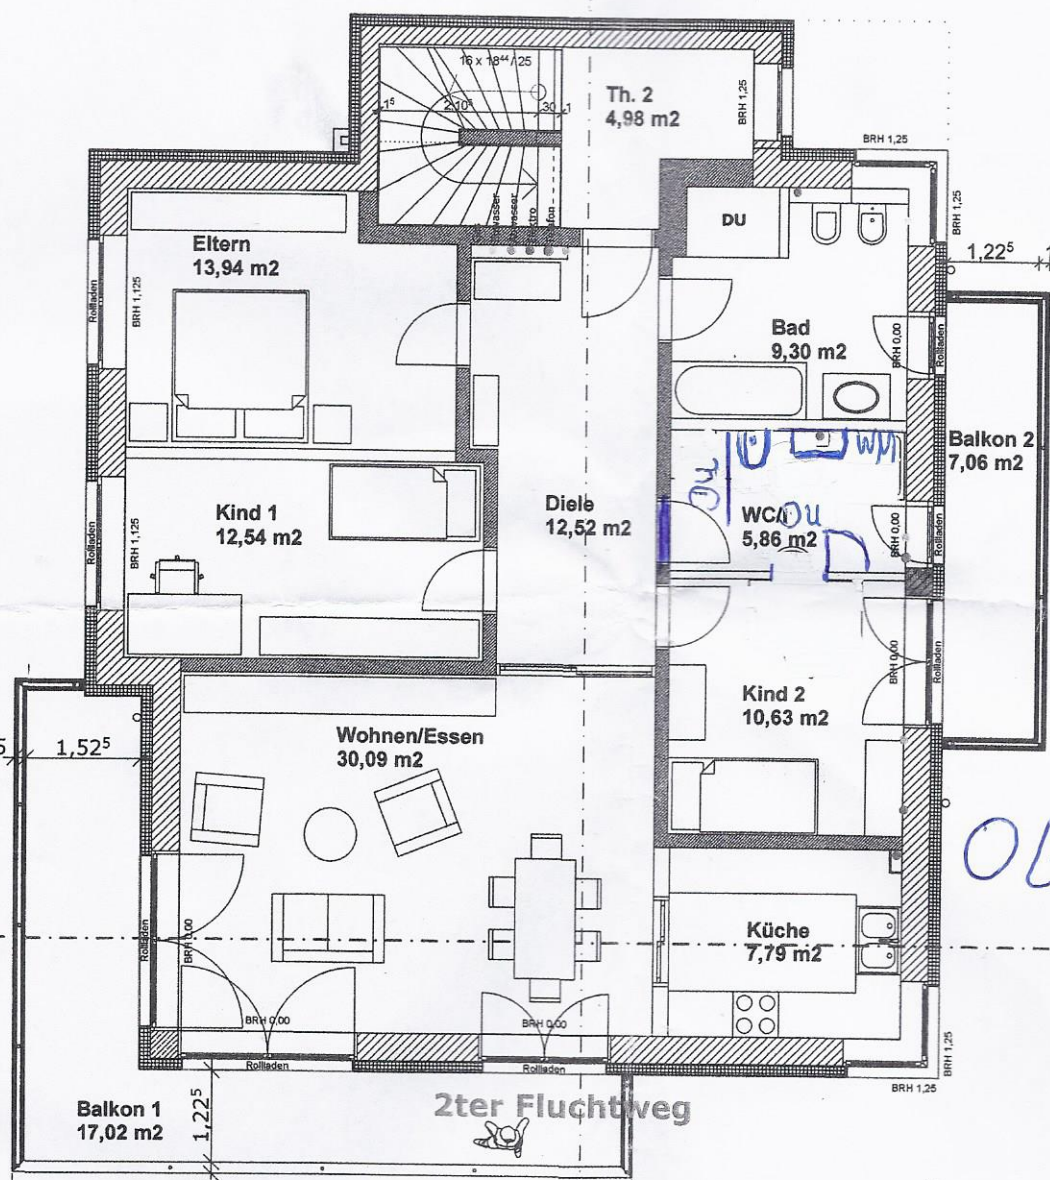 16 x 18⁴⁴/25
1⁵
2,10⁵
30
1
Th. 2
4,98 m2
BRH 1,25
BRH 1,25
BRH 1,25
Eltern
13,94 m2
DU
1,22⁵
Rollladen
BRH 1,125
Bad
9,30 m2
BRH 0,00
Rollladen
Balkon 2
7,06 m2
WM
DU
Kind 1
12,54 m2
Diele
12,52 m2
WC/
DU
5,86 m2
BRH 0,00
Rollladen
Rollladen
BRH 1,125
Kind 2
10,63 m2
BRH 0,00
Rollladen
1,52⁵
Wohnen/Essen
30,09 m2
Küche
7,79 m2
Rollladen
BRH 0,00
BRH 0,00
BRH 0,00
Rollladen
Rollladen
BRH 1,25
BRH 1,25
2ter Fluchtweg
Balkon 1
17,02 m2
1,22⁵